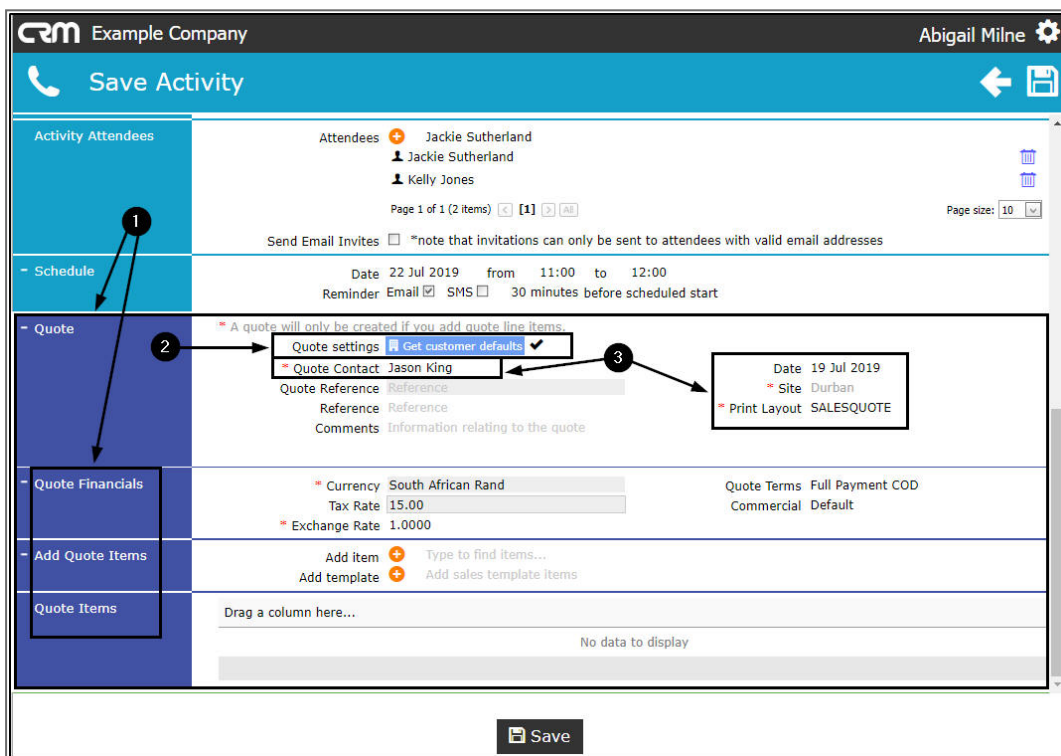 CRM Example Company Abigail Milne
Save Activity
Activity Attendees
Attendees Jackie Sutherland
Jackie Sutherland
Kelly Jones
Page 1 of 1 (2 items) < [1] > All Page size: 10
Send Email Invites *note that invitations can only be sent to attendees with valid email addresses
1
- Schedule
Date 22 Jul 2019 from 11:00 to 12:00
Reminder Email SMS 30 minutes before scheduled start
- Quote
* A quote will only be created if you add quote line items.
2
Quote settings Get customer defaults
3
* Quote Contact Jason King
Date 19 Jul 2019
Quote Reference Reference
* Site Durban
Reference Reference
* Print Layout SALESQUOTE
Comments Information relating to the quote
- Quote Financials
* Currency South African Rand
Quote Terms Full Payment COD
Tax Rate 15.00
Commercial Default
* Exchange Rate 1.0000
- Add Quote Items
Add item Type to find items...
Add template Add sales template items
Quote Items
Drag a column here...
No data to display
Save